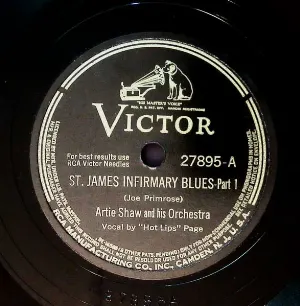 "HIS MASTER'S VOICE"
VICTOR
For best results use
RCA Victor Needles
27895-A
ST. JAMES INFIRMARY BLUES-Part 1
(Joe Primrose)
Artie Shaw and his Orchestra
Vocal by "Hot Lips" Page
RCA MANUFACTURING CO., INC., CAMDEN, N. J., U. S. A.